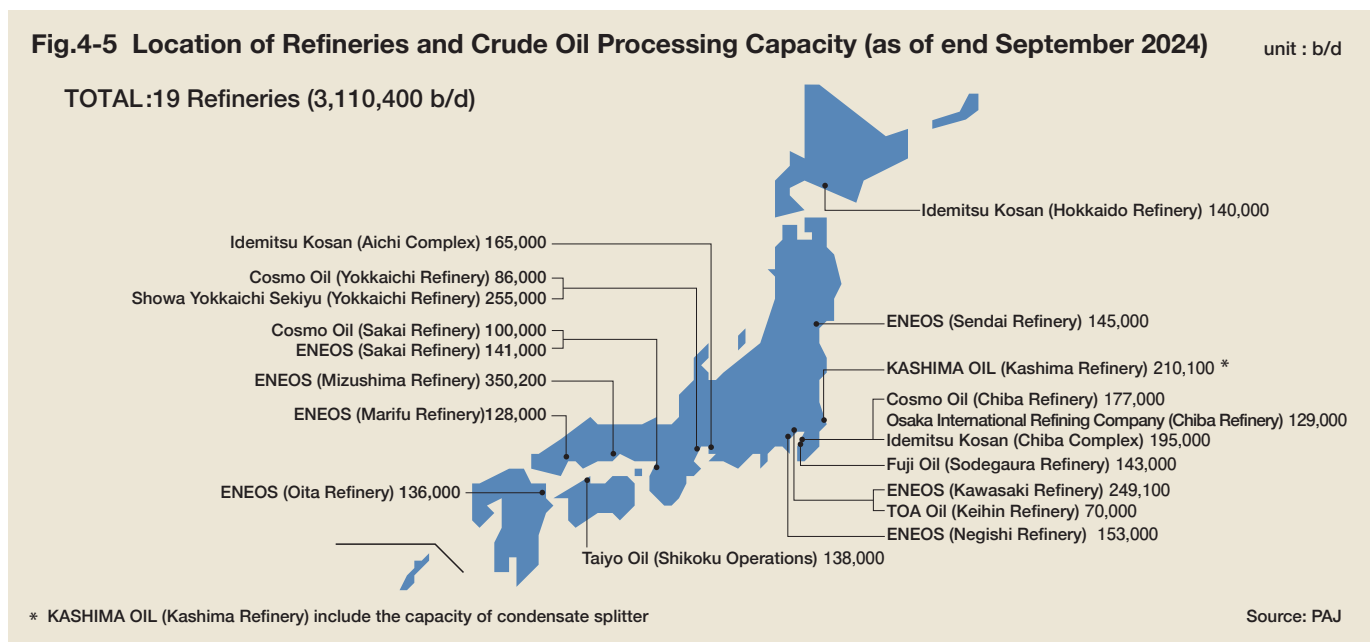 Fig.4-5 Location of Refineries and Crude Oil Processing Capacity (as of end September 2024)
unit : b/d
TOTAL:19 Refineries (3,110,400 b/d)
Idemitsu Kosan (Hokkaido Refinery) 140,000
Idemitsu Kosan (Aichi Complex) 165,000
Cosmo Oil (Yokkaichi Refinery) 86,000
Showa Yokkaichi Sekiyu (Yokkaichi Refinery) 255,000
Cosmo Oil (Sakai Refinery) 100,000
ENEOS (Sakai Refinery) 141,000
ENEOS (Mizushima Refinery) 350,200
ENEOS (Marifu Refinery)128,000
ENEOS (Oita Refinery) 136,000
Taiyo Oil (Shikoku Operations) 138,000
ENEOS (Sendai Refinery) 145,000
KASHIMA OIL (Kashima Refinery) 210,100 *
Cosmo Oil (Chiba Refinery) 177,000
Osaka International Refining Company (Chiba Refinery) 129,000
Idemitsu Kosan (Chiba Complex) 195,000
Fuji Oil (Sodegaura Refinery) 143,000
ENEOS (Kawasaki Refinery) 249,100
TOA Oil (Keihin Refinery) 70,000
ENEOS (Negishi Refinery) 153,000
* KASHIMA OIL (Kashima Refinery) include the capacity of condensate splitter
Source: PAJ